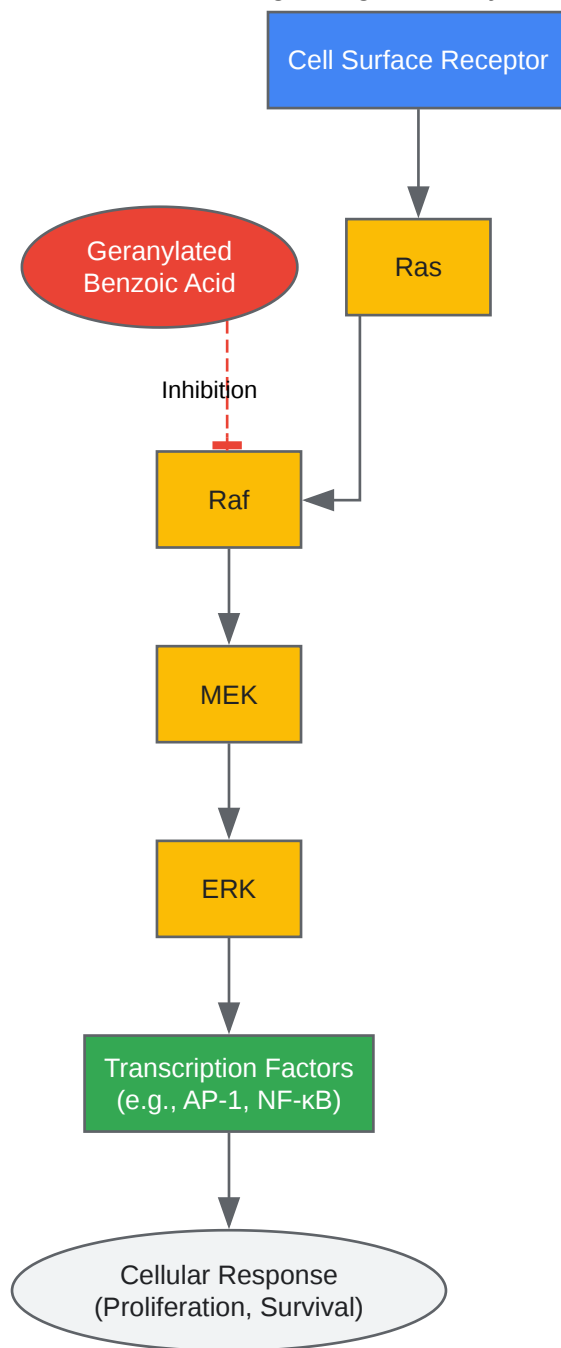 Cell Surface Receptor
Geranylated
Benzoic Acid
Ras
Inhibition
Raf
MEK
ERK
Transcription Factors
(e.g., AP-1, NF-κB)
Cellular Response
(Proliferation, Survival)